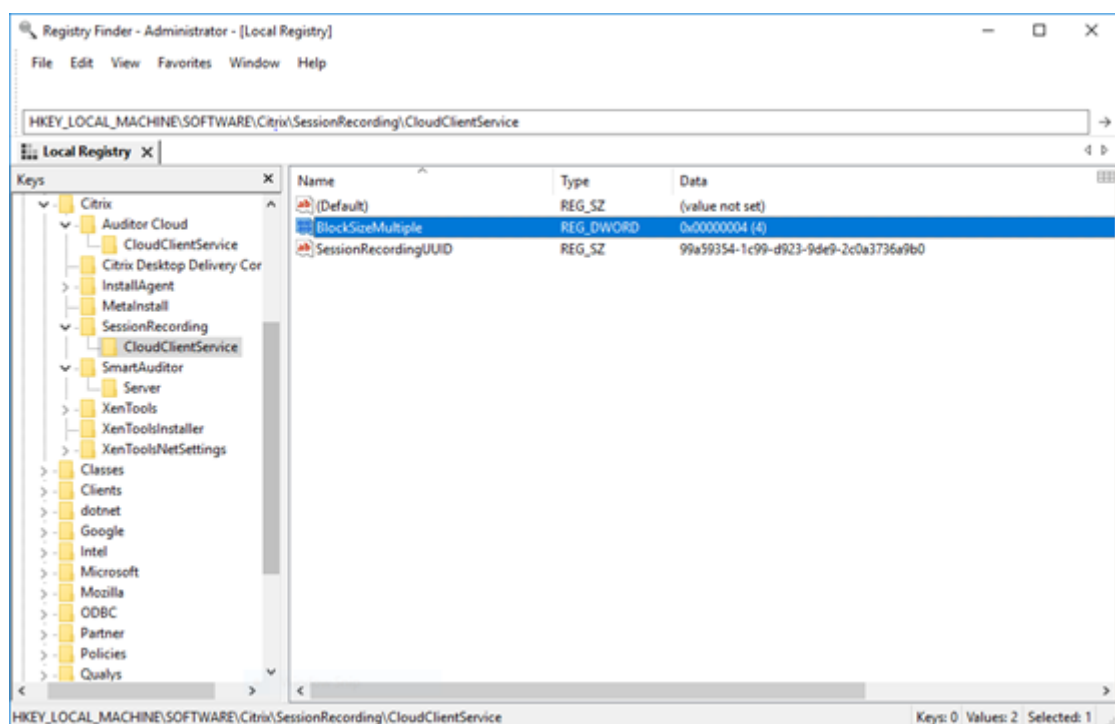 Registry Finder - Administrator - [Local Registry]
File Edit View Favorites Window Help
HKEY_LOCAL_MACHINE\SOFTWARE\Citrix\SessionRecording\CloudClientService
Local Registry X
Keys
Citrix
Auditor Cloud
CloudClientService
Citrix Desktop Delivery Cor
InstallAgent
MetaInstall
SessionRecording
CloudClientService
SmartAuditor
Server
XenTools
XenToolsInstaller
XenToolsNetSettings
Classes
Clients
dotnet
Google
Intel
Microsoft
Mozilla
ODBC
Partner
Policies
Qualys
Name Type Data
(Default) REG_SZ (value not set)
BlockSizeMultiple REG_DWORD 0x00000004 (4)
SessionRecordingUUID REG_SZ 99a59354-1c99-d923-9de9-2c0a3736a9b0
HKEY_LOCAL_MACHINE\SOFTWARE\Citrix\SessionRecording\CloudClientService Keys: 0 Values: 2 Selected: 1